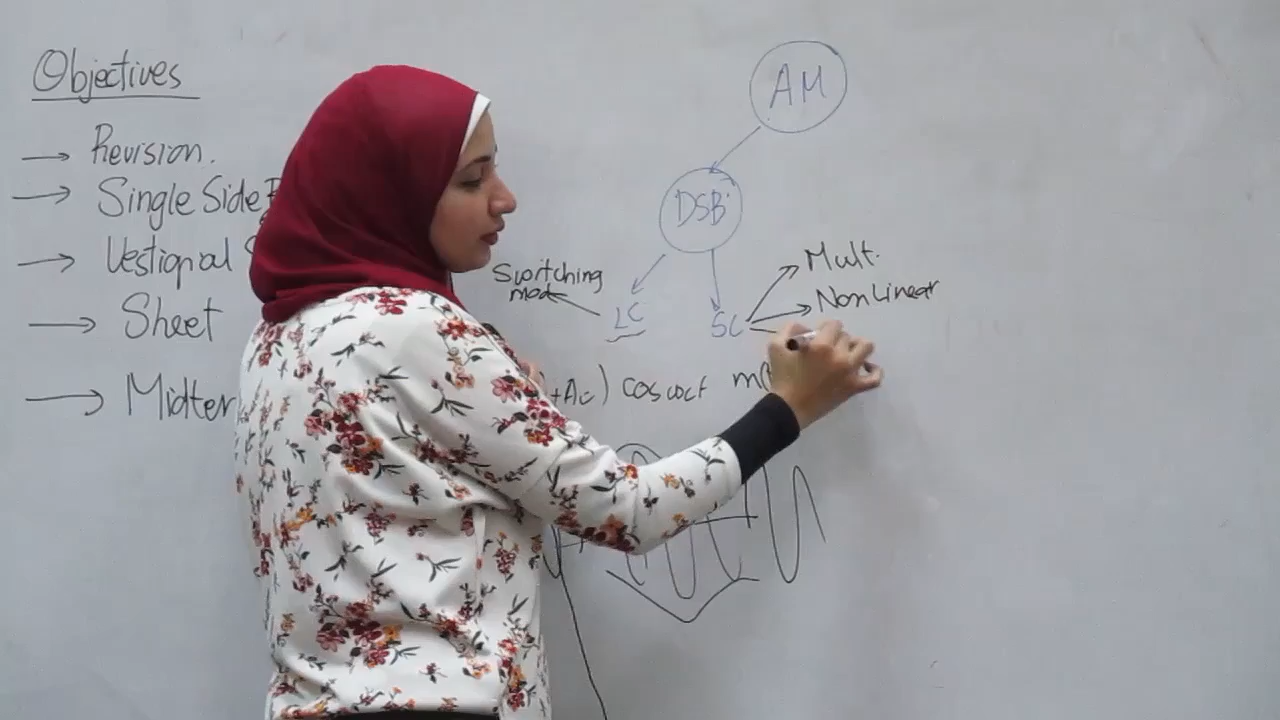 Objectives
→ Revision.
→ Single Side
→ Vestigial
→ Sheet
→ Midter
AM
DSB
Switching
mod
LC
SC
Mult.
Non Linear
+Ac) cos ωct
m(